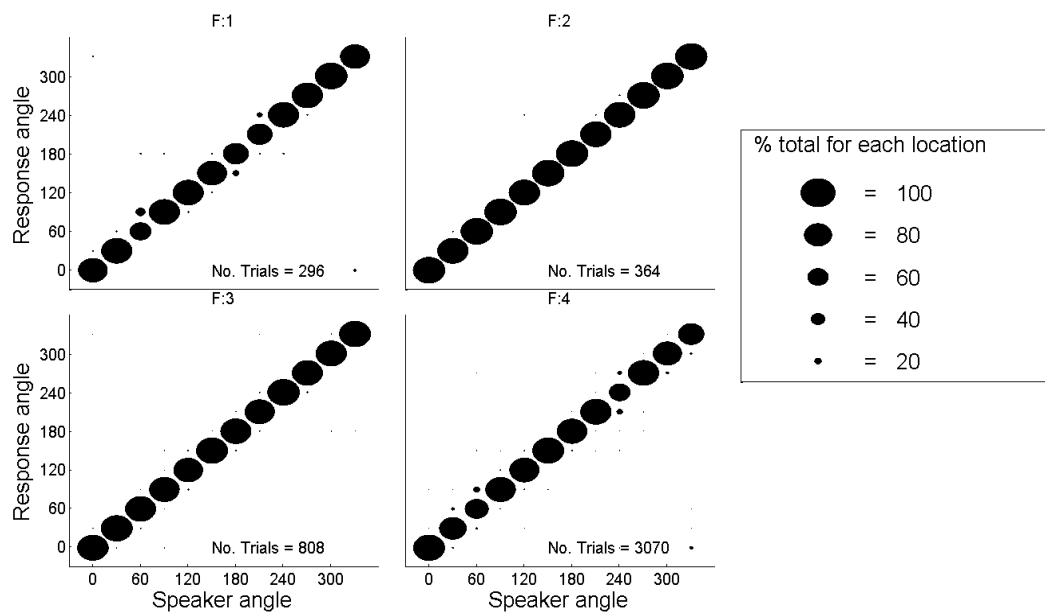 F:1
F:2
Response angle
300
240
180
120
60
0
No. Trials = 296
No. Trials = 364
% total for each location
= 100
= 80
= 60
= 40
= 20
F:3
F:4
Response angle
300
240
180
120
60
0
No. Trials = 808
No. Trials = 3070
0 60 120 180 240 300
0 60 120 180 240 300
Speaker angle
Speaker angle